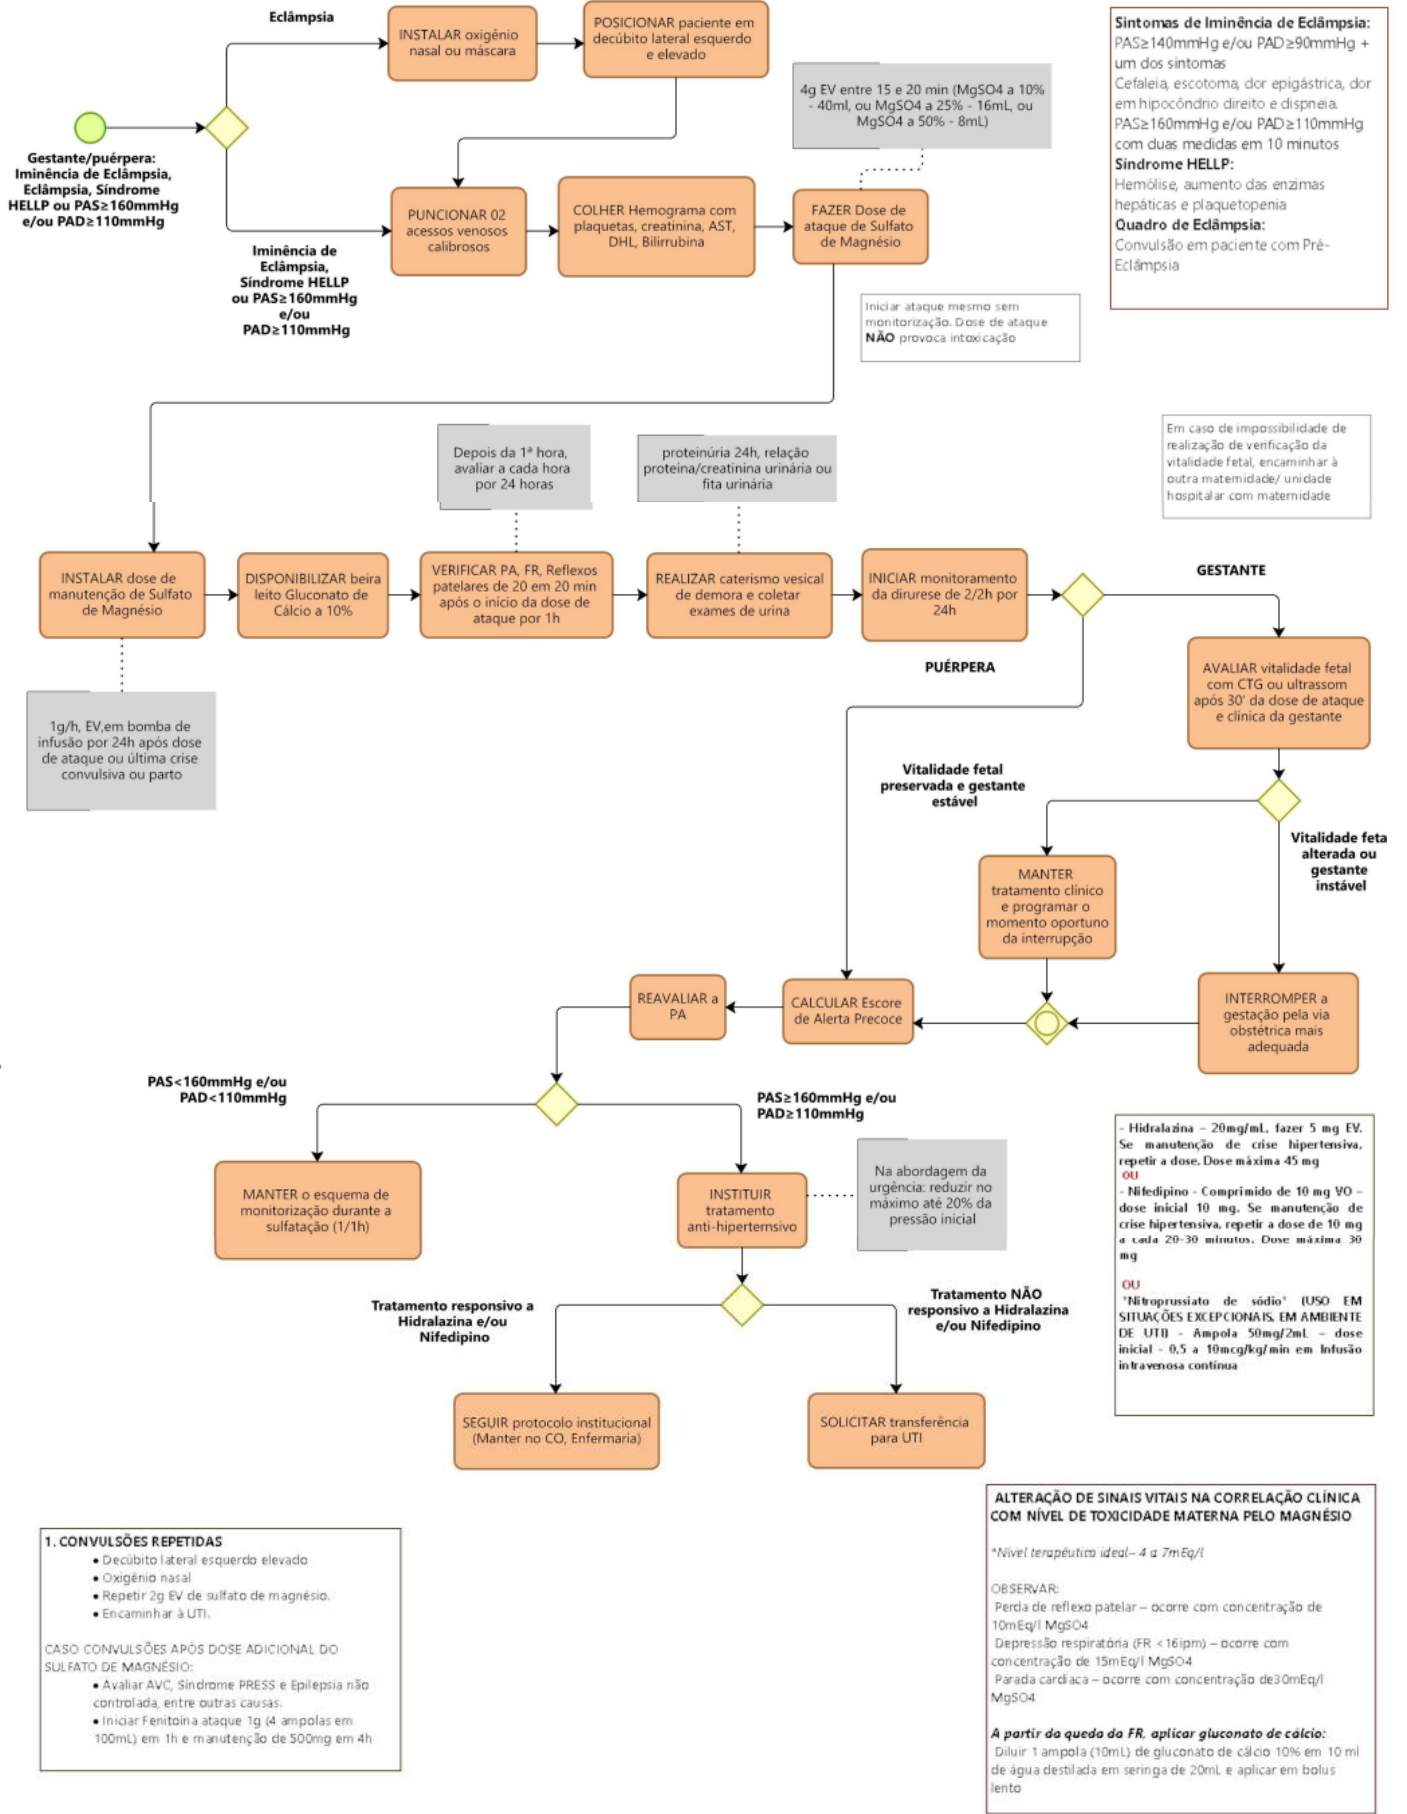 Eclâmpsia
INSTALAR oxigênio
nasal ou máscara
POSICIONAR paciente em
decúbito lateral esquerdo
e elevado
Sintomas de Iminência de Eclâmpsia:
PAS≥140mmHg e/ou PAD≥90mmHg +
um dos sintomas
Cefaleia, escotoma, dor epigástrica, dor
em hipocôndrio direito e dispneia.
PAS≥160mmHg e/ou PAD≥110mmHg
com duas medidas em 10 minutos
Síndrome HELLP:
Hemólise, aumento das enzimas
hepáticas e plaquetopenia
Quadro de Eclâmpsia:
Convulsão em paciente com Pré-
Eclâmpsia
4g EV entre 15 e 20 min (MgSO4 a 10%
- 40ml, ou MgSO4 a 25% - 16mL, ou
MgSO4 a 50% - 8mL)
Gestante/puérpera:
Iminência de Eclâmpsia,
Eclâmpsia, Síndrome
HELLP ou PAS≥160mmHg
e/ou PAD≥110mmHg
PUNCIONAR 02
acessos venosos
calibrosos
COLHER Hemograma com
plaquetas, creatinina, AST,
DHL, Bilirrubina
FAZER Dose de
ataque de Sulfato
de Magnésio
Iminência de
Eclâmpsia,
Síndrome HELLP
ou PAS≥160mmHg
e/ou
PAD≥110mmHg
Iniciar ataque mesmo sem
monitorização. Dose de ataque
NÃO provoca intoxicação
Depois da 1ª hora,
avaliar a cada hora
por 24 horas
proteinúria 24h, relação
proteína/creatinina urinária ou
fita urinária
Em caso de impossibilidade de
realização de verificação da
vitalidade fetal, encaminhar à
outra maternidade/ unidade
hospitalar com maternidade
INSTALAR dose de
manutenção de Sulfato
de Magnésio
DISPONIBILIZAR beira
leito Gluconato de
Cálcio a 10%
VERIFICAR PA, FR, Reflexos
patelares de 20 em 20 min
após o início da dose de
ataque por 1h
REALIZAR caterismo vesical
de demora e coletar
exames de urina
INICIAR monitoramento
da dirurese de 2/2h por
24h
GESTANTE
PUÉRPERA
AVALIAR vitalidade fetal
com CTG ou ultrassom
após 30' da dose de ataque
e clínica da gestante
1g/h, EV,em bomba de
infusão por 24h após dose
de ataque ou última crise
convulsiva ou parto
Vitalidade fetal
preservada e gestante
estável
Vitalidade feta
alterada ou
gestante
instável
MANTER
tratamento clínico
e programar o
momento oportuno
da interrupção
REAVALIAR a
PA
CALCULAR Escore
de Alerta Precoce
INTERROMPER a
gestação pela via
obstétrica mais
adequada
PAS<160mmHg e/ou
PAD<110mmHg
PAS≥160mmHg e/ou
PAD≥110mmHg
MANTER o esquema de
monitorização durante a
sulfatação (1/1h)
INSTITUIR
tratamento
anti-hiperternsivo
Na abordagem da
urgência: reduzir no
máximo até 20% da
pressão inicial
- Hidralazina – 20mg/mL, fazer 5 mg EV.
Se manutenção de crise hipertensiva,
repetir a dose. Dose máxima 45 mg
OU
- Nifedipino - Comprimido de 10 mg VO –
dose inicial 10 mg. Se manutenção de
crise hipertensiva, repetir a dose de 10 mg
a cada 20-30 minutos. Dose máxima 30
mg
OU
*Nitroprussiato de sódio* (USO EM
SITUAÇÕES EXCEPCIONAIS, EM AMBIENTE
DE UTI) - Ampola 50mg/2mL – dose
inicial - 0,5 a 10mcg/kg/min em Infusão
intravenosa contínua
Tratamento responsivo a
Hidralazina e/ou
Nifedipino
Tratamento NÃO
responsivo a Hidralazina
e/ou Nifedipino
SEGUIR protocolo institucional
(Manter no CO, Enfermaria)
SOLICITAR transferência
para UTI
1. CONVULSÕES REPETIDAS
• Decúbito lateral esquerdo elevado
• Oxigênio nasal
• Repetir 2g EV de sulfato de magnésio.
• Encaminhar à UTI.
CASO CONVULSÕES APÓS DOSE ADICIONAL DO
SULFATO DE MAGNÉSIO:
• Avaliar AVC, Síndrome PRESS e Epilepsia não
controlada, entre outras causas.
• Iniciar Fenitoína ataque 1g (4 ampolas em
100mL) em 1h e manutenção de 500mg em 4h
ALTERAÇÃO DE SINAIS VITAIS NA CORRELAÇÃO CLÍNICA
COM NÍVEL DE TOXICIDADE MATERNA PELO MAGNÉSIO
*Nível terapêutico ideal– 4 a 7mEq/l
OBSERVAR:
Perda de reflexo patelar – ocorre com concentração de
10mEq/l MgSO4
Depressão respiratória (FR <16ipm) – ocorre com
concentração de 15mEq/l MgSO4
Parada cardíaca – ocorre com concentração de30mEq/l
MgSO4
A partir da queda da FR, aplicar gluconato de cálcio:
Diluir 1 ampola (10mL) de gluconato de cálcio 10% em 10 ml
de água destilada em seringa de 20mL e aplicar em bolus
lento